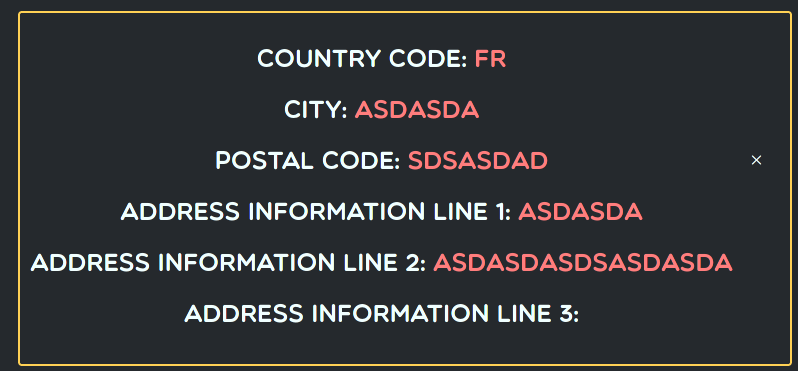 COUNTRY CODE: FR
CITY: ASDASDA
POSTAL CODE: SDSASDAD
ADDRESS INFORMATION LINE 1: ASDASDA
ADDRESS INFORMATION LINE 2: ASDASDASDSASDASDA
ADDRESS INFORMATION LINE 3: